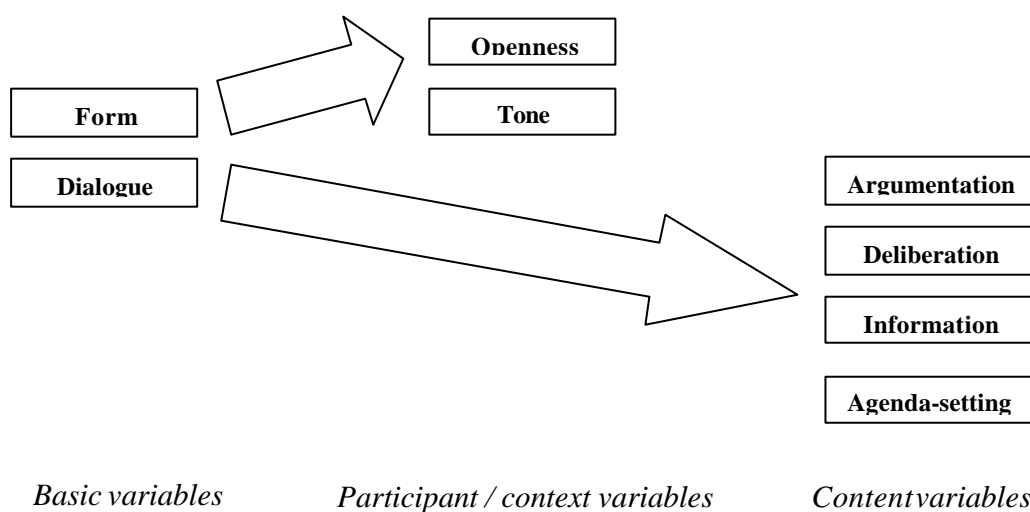 Openness
Form
Tone
Dialogue
Argumentation
Deliberation
Information
Agenda-setting
Basic variables
Participant / context variables
Contentvariables